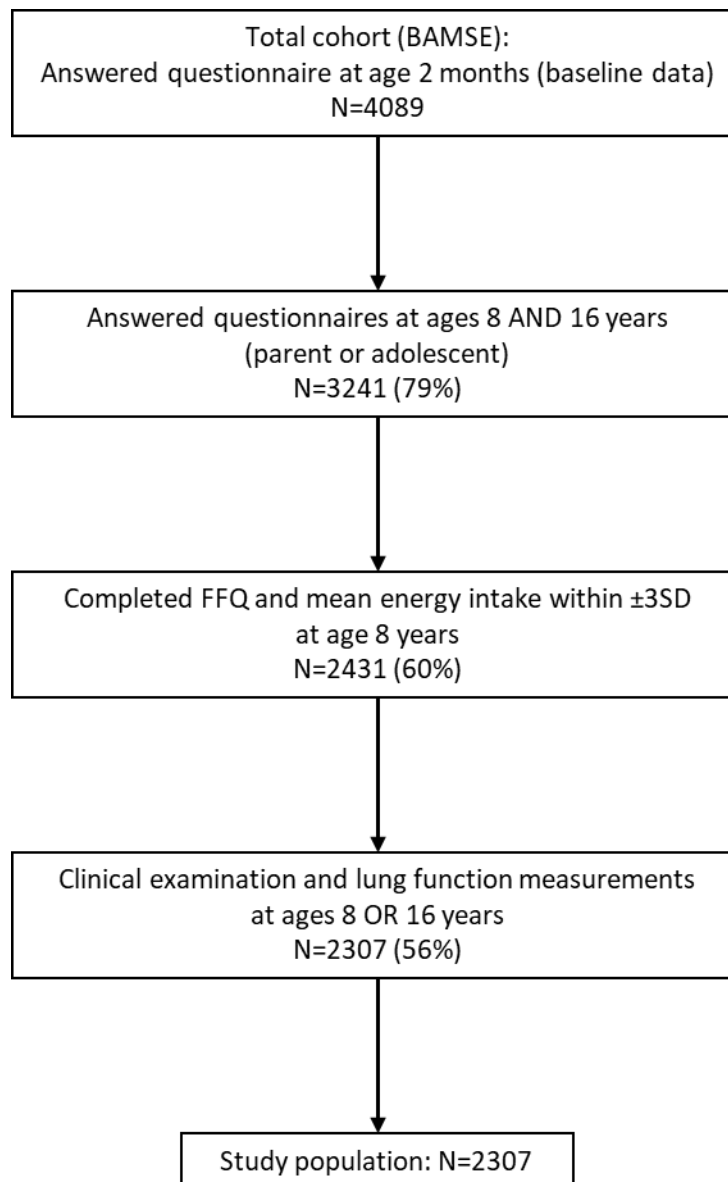 Total cohort (BAMSE):
Answered questionnaire at age 2 months (baseline data)
N=4089
Answered questionnaires at ages 8 AND 16 years
(parent or adolescent)
N=3241 (79%)
Completed FFQ and mean energy intake within ±3SD
at age 8 years
N=2431 (60%)
Clinical examination and lung function measurements
at ages 8 OR 16 years
N=2307 (56%)
Study population: N=2307